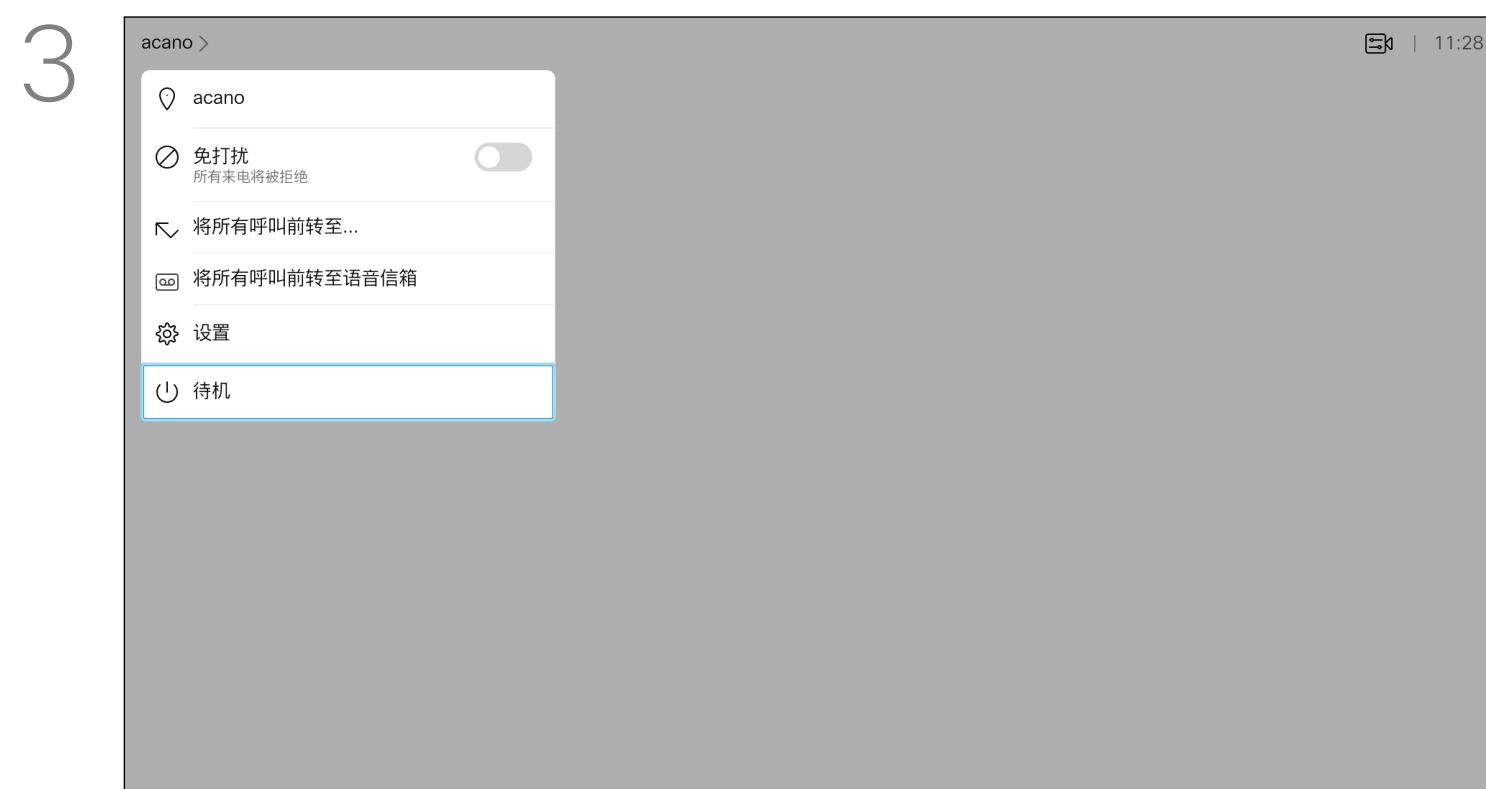 3
acano >
11:28
acano
免打扰
所有来电将被拒绝
将所有呼叫前转至...
将所有呼叫前转至语音信箱
设置
待机